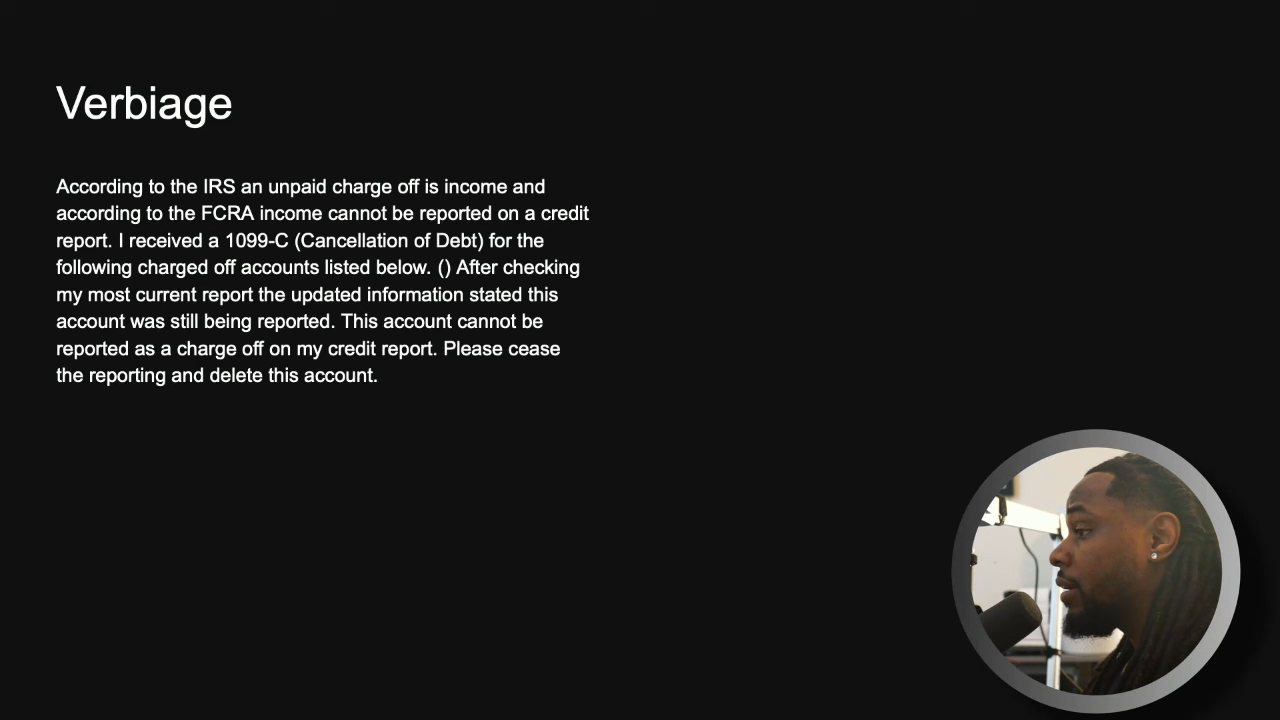 Verbiage
According to the IRS an unpaid charge off is income and
according to the FCRA income cannot be reported on a credit
report. I received a 1099-C (Cancellation of Debt) for the
following charged off accounts listed below. () After checking
my most current report the updated information stated this
account was still being reported. This account cannot be
reported as a charge off on my credit report. Please cease
the reporting and delete this account.